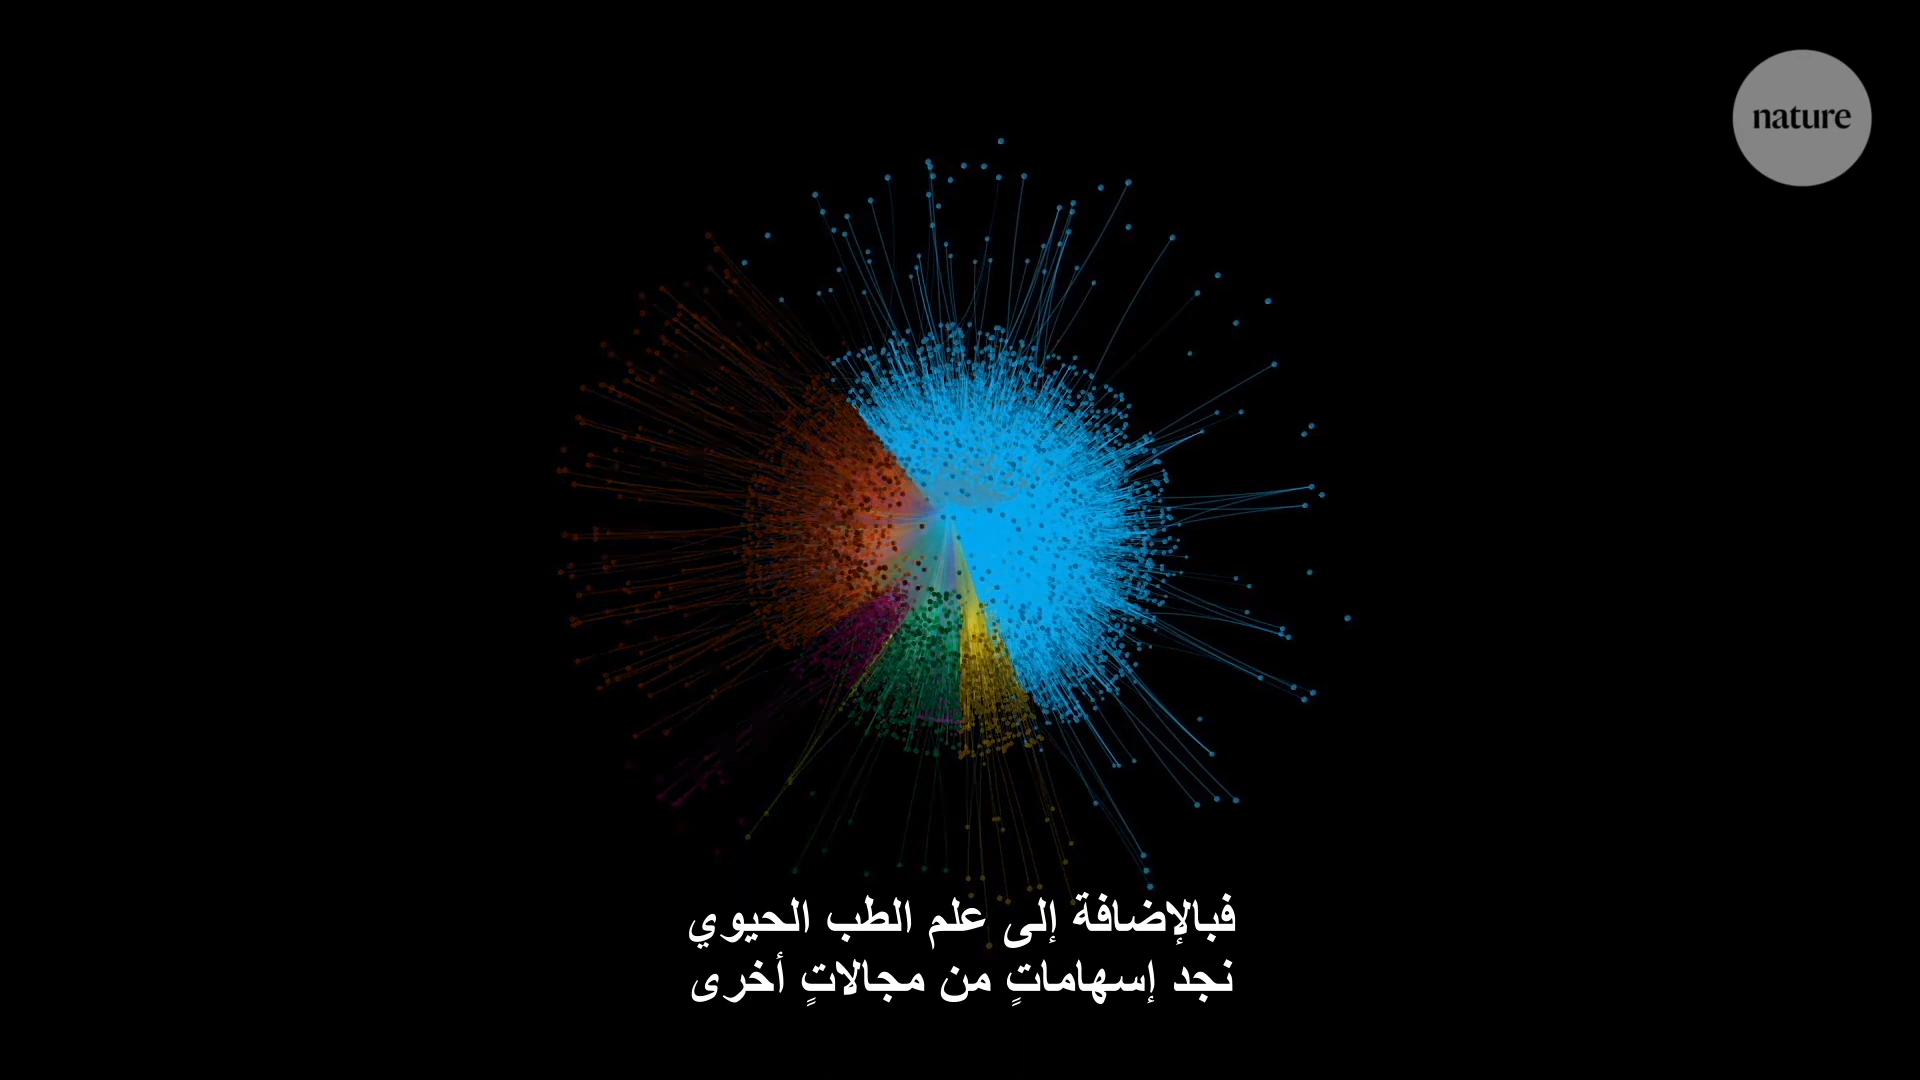 nature
فبالإضافة إلى علم الطب الحيوي
نجد إسهاماتٍ من مجالاتٍ أخرى